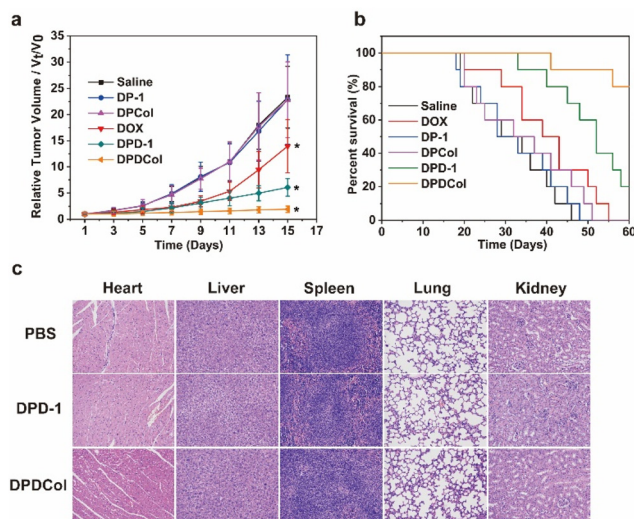 a
Relative Tumor Volume / Vt/V0
35
30
25
20
15
10
5
0
Saline
DP-1
DPCol
DOX
DPD-1
DPDCol
*
*
*
1 3 5 7 9 11 13 15 17
Time (Days)
b
Percent survival (%)
100
80
60
40
20
0
Saline
DOX
DP-1
DPCol
DPD-1
DPDCol
0 10 20 30 40 50 60
Time (Days)
c
Heart Liver Spleen Lung Kidney
PBS
DPD-1
DPDCol